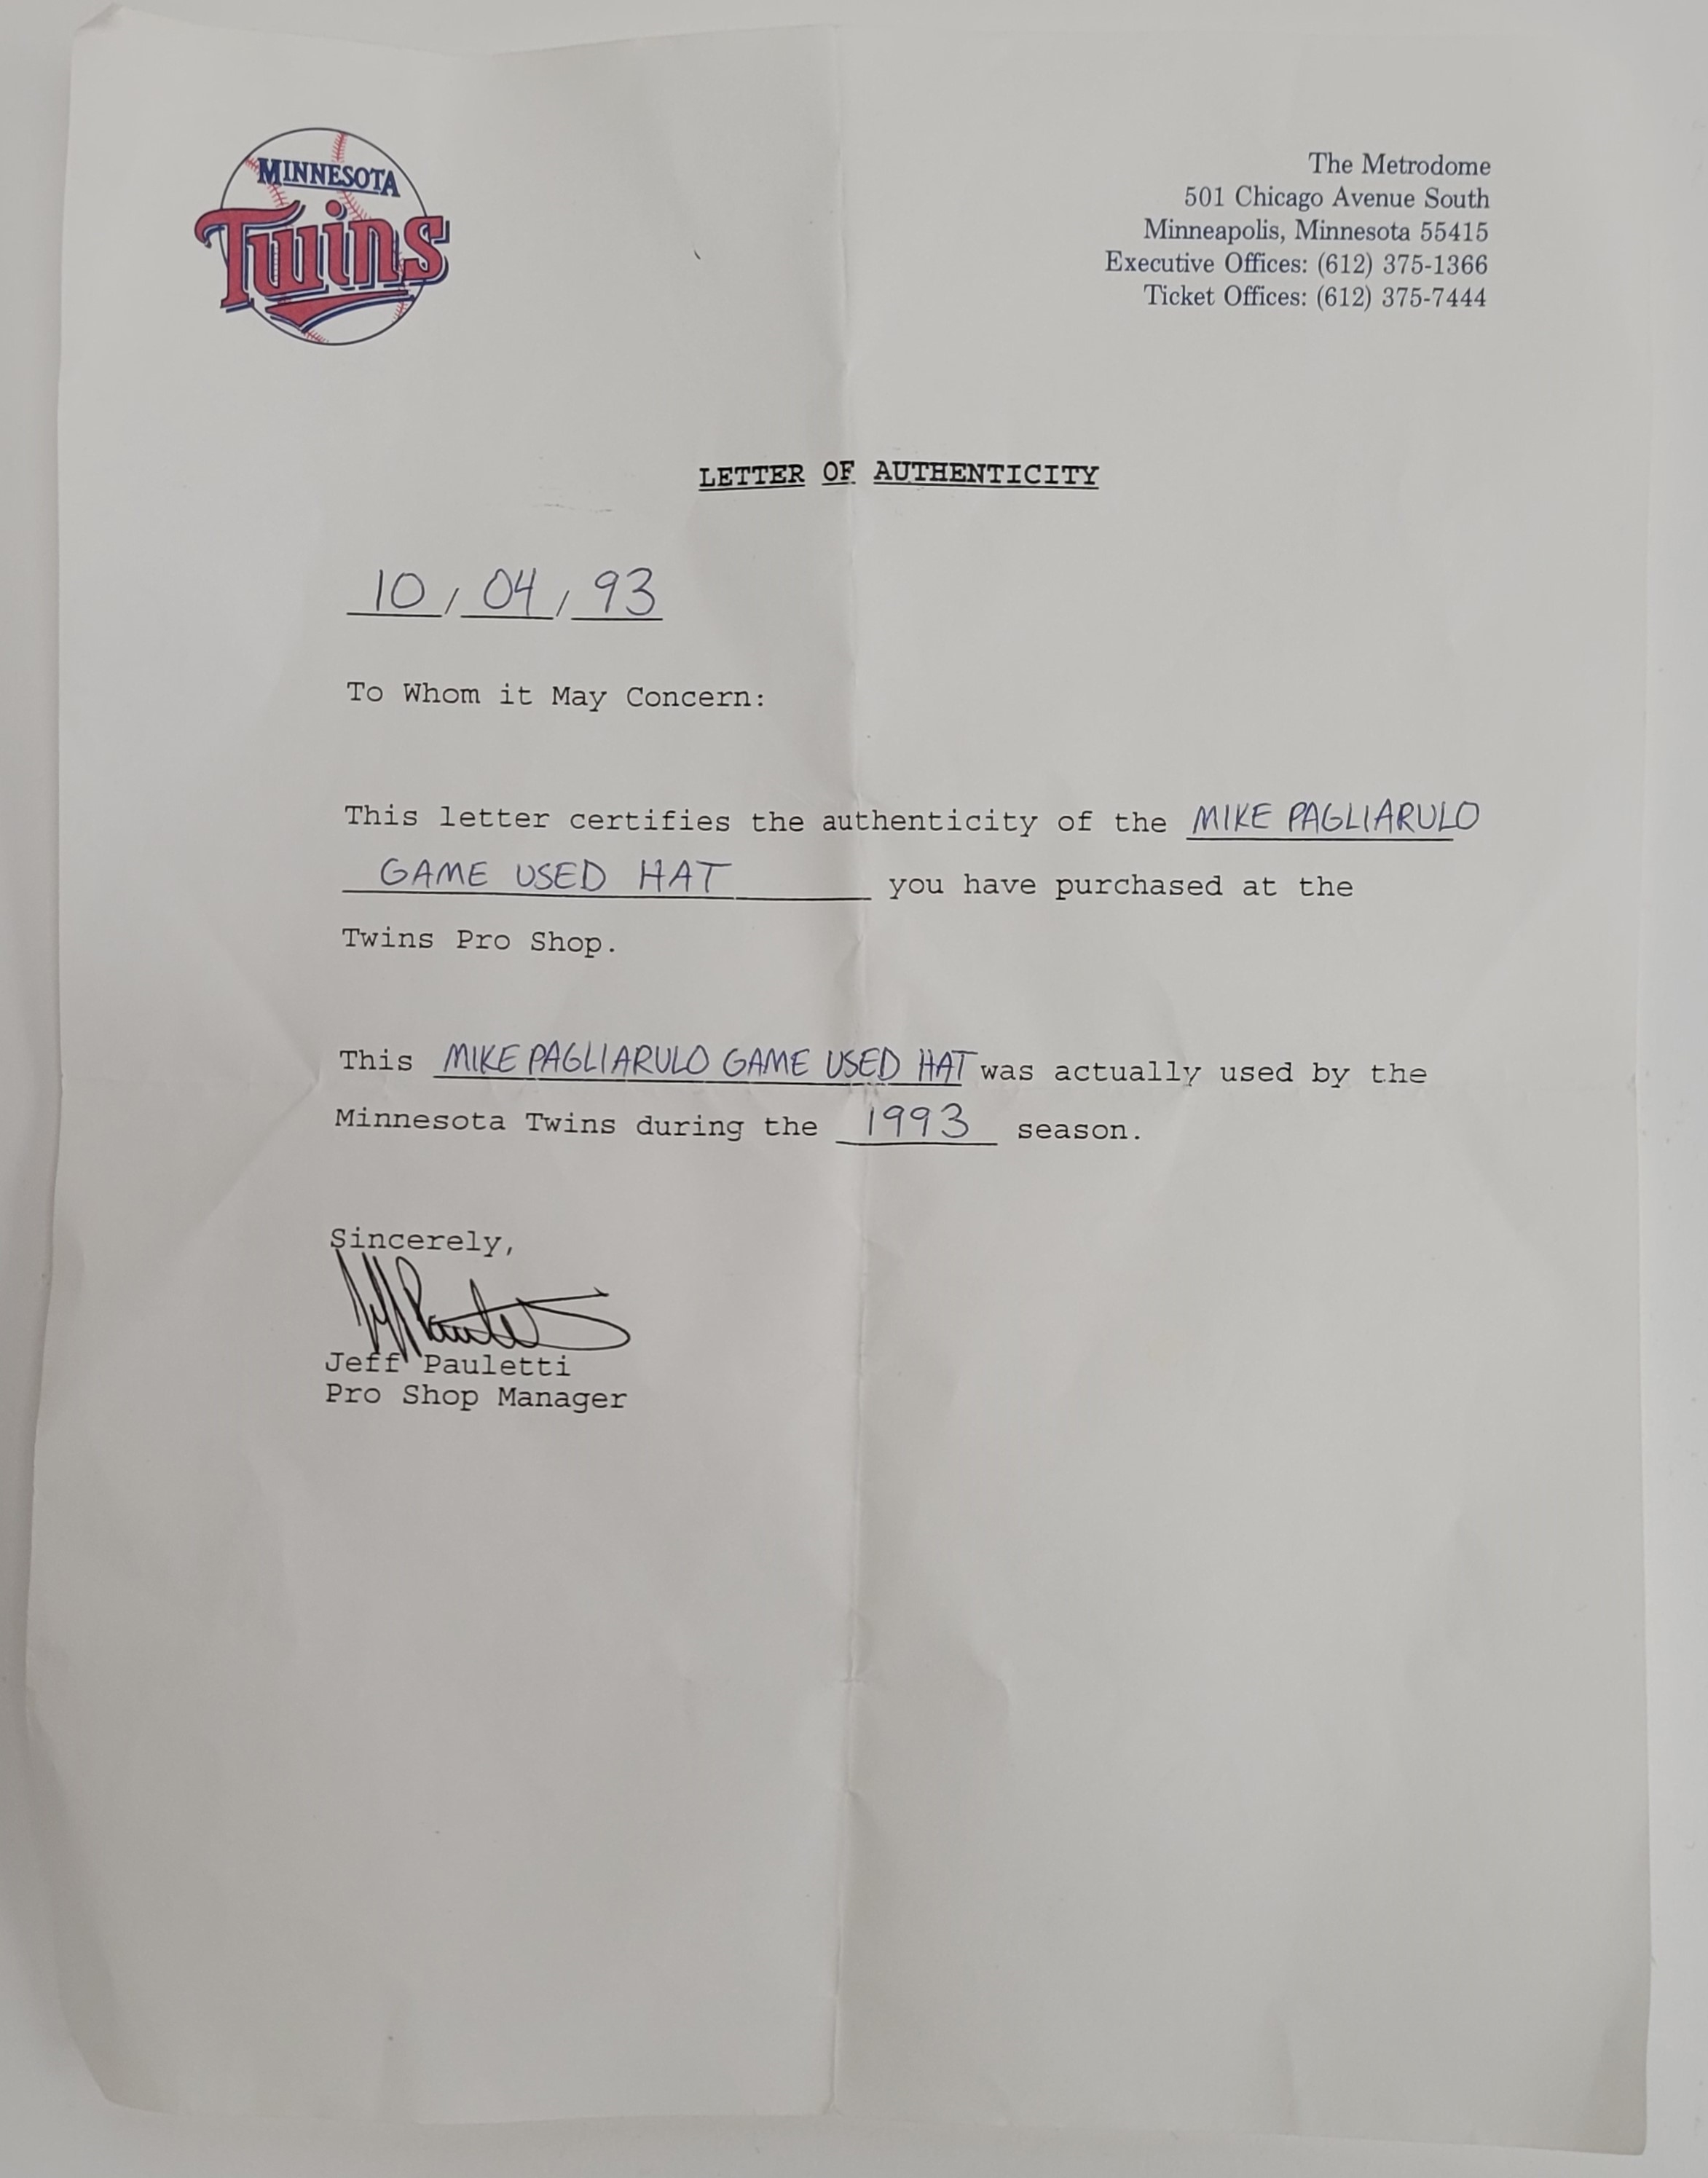 MINNESOTA
Twins
The Metrodome
501 Chicago Avenue South
Minneapolis, Minnesota 55415
Executive Offices: (612) 375-1366
Ticket Offices: (612) 375-7444
LETTER OF AUTHENTICITY
10 / 04 / 93
To Whom it May Concern:
This letter certifies the authenticity of the MIKE PAGLIARULO
GAME USED HAT you have purchased at the
Twins Pro Shop.
This MIKE PAGLIARULO GAME USED HAT was actually used by the
Minnesota Twins during the 1993 season.
Sincerely,
Jeff Pauletti
Jeff Pauletti
Pro Shop Manager